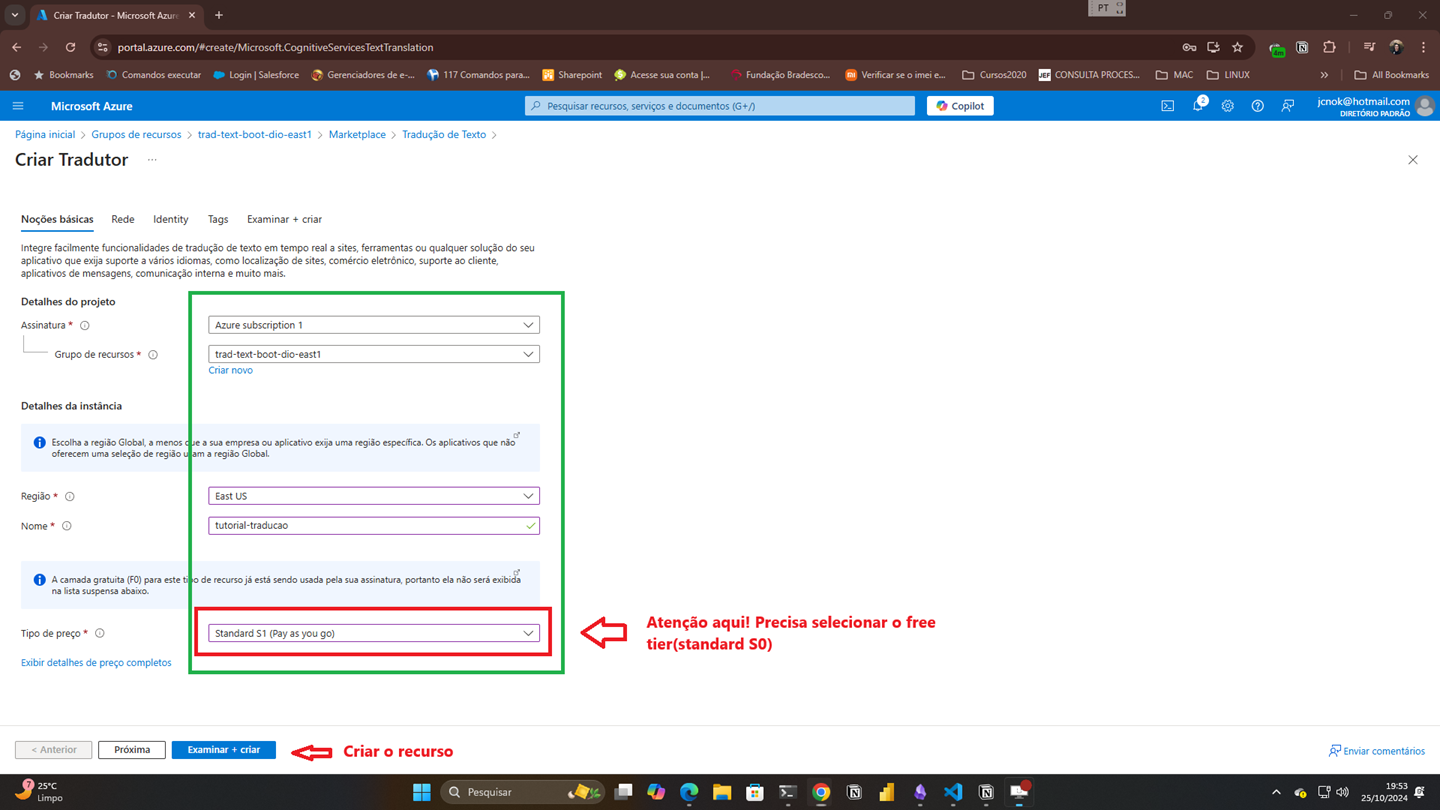 Criar Tradutor - Microsoft Azur
PT
portal.azure.com/#create/Microsoft.CognitiveServicesTextTranslation
4m
Bookmarks
Comandos executar
Login | Salesforce
Gerenciadores de e-...
117 Comandos para...
Sharepoint
Acesse sua conta |...
Fundação Bradesco...
Verificar se o imei e...
Cursos2020
JEF
CONSULTA PROCES...
MAC
LINUX
All Bookmarks
Microsoft Azure
Pesquisar recursos, serviços e documentos (G+/)
Copilot
2
jcnok@hotmail.com
DIRETÓRIO PADRÃO
Página inicial > Grupos de recursos > trad-text-boot-dio-east1 > Marketplace > Tradução de Texto >
Criar Tradutor ...
Noções básicas Rede Identity Tags Examinar + criar
Integre facilmente funcionalidades de tradução de texto em tempo real a sites, ferramentas ou qualquer solução do seu
aplicativo que exija suporte a vários idiomas, como localização de sites, comércio eletrônico, suporte ao cliente,
aplicativos de mensagens, comunicação interna e muito mais.
Detalhes do projeto
Assinatura *
Azure subscription 1
Grupo de recursos *
trad-text-boot-dio-east1
Criar novo
Detalhes da instância
Escolha a região Global, a menos que a sua empresa ou aplicativo exija uma região específica. Os aplicativos que não
oferecem uma seleção de região usam a região Global.
Região *
East US
Nome *
tutorial-traducao
A camada gratuita (F0) para este tipo de recurso já está sendo usada pela sua assinatura, portanto ela não será exibida
na lista suspensa abaixo.
Tipo de preço *
Standard S1 (Pay as you go)
Atenção aqui! Precisa selecionar o free
tier(standard S0)
Exibir detalhes de preço completos
< Anterior
Próxima
Examinar + criar
Criar o recurso
Enviar comentários
7
25°C
Limpo
Pesquisar
19:53
25/10/2024